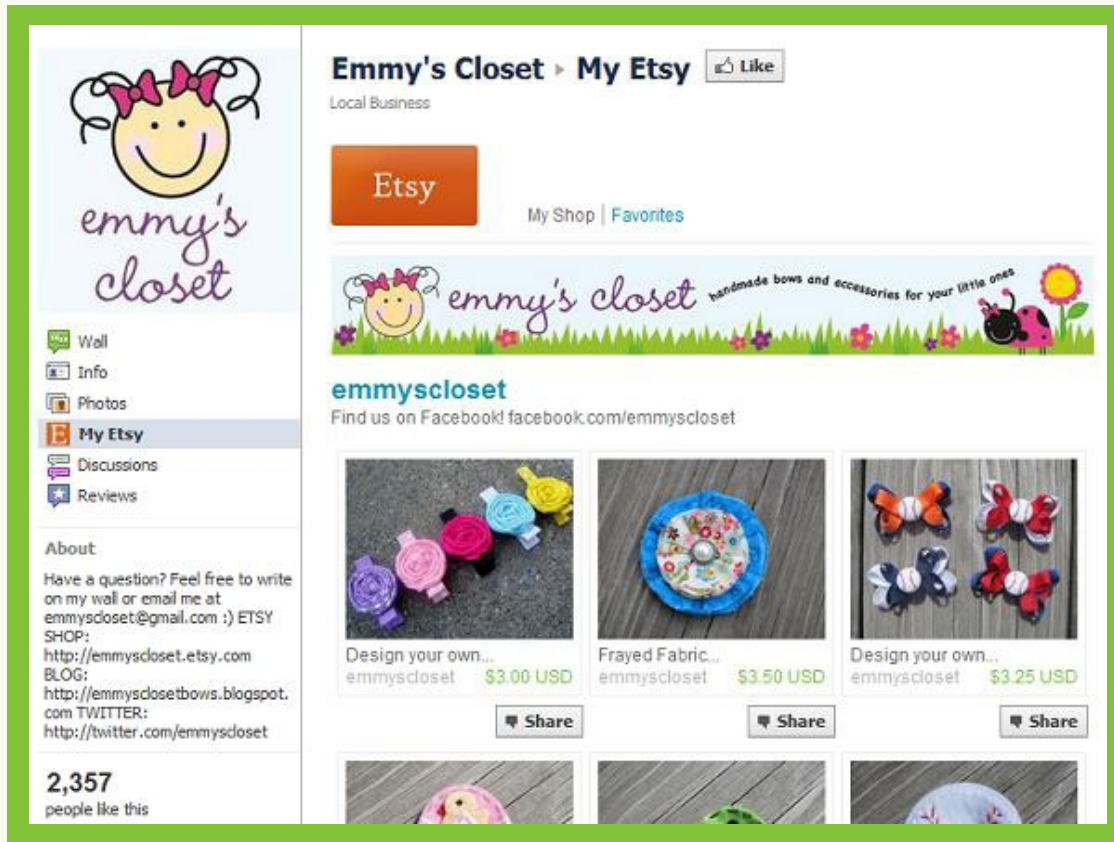 emmy's
closet
Wall
Info
Photos
My Etsy
Discussions
Reviews
About
Have a question? Feel free to write
on my wall or email me at
emmyscloset@gmail.com :) ETSY
SHOP:
http://emmyscloset.etsy.com
BLOG:
http://emmysclosetbows.blogspot.
com TWITTER:
http://twitter.com/emmyscloset
2,357
people like this
Emmy's Closet ▸ My Etsy Like
Local Business
Etsy
My Shop | Favorites
emmy's closet handmade bows and accessories for your little ones
emmyscloset
Find us on Facebook! facebook.com/emmyscloset
Design your own...
emmyscloset $3.00 USD
Share
Frayed Fabric...
emmyscloset $3.50 USD
Share
Design your own...
emmyscloset $3.25 USD
Share